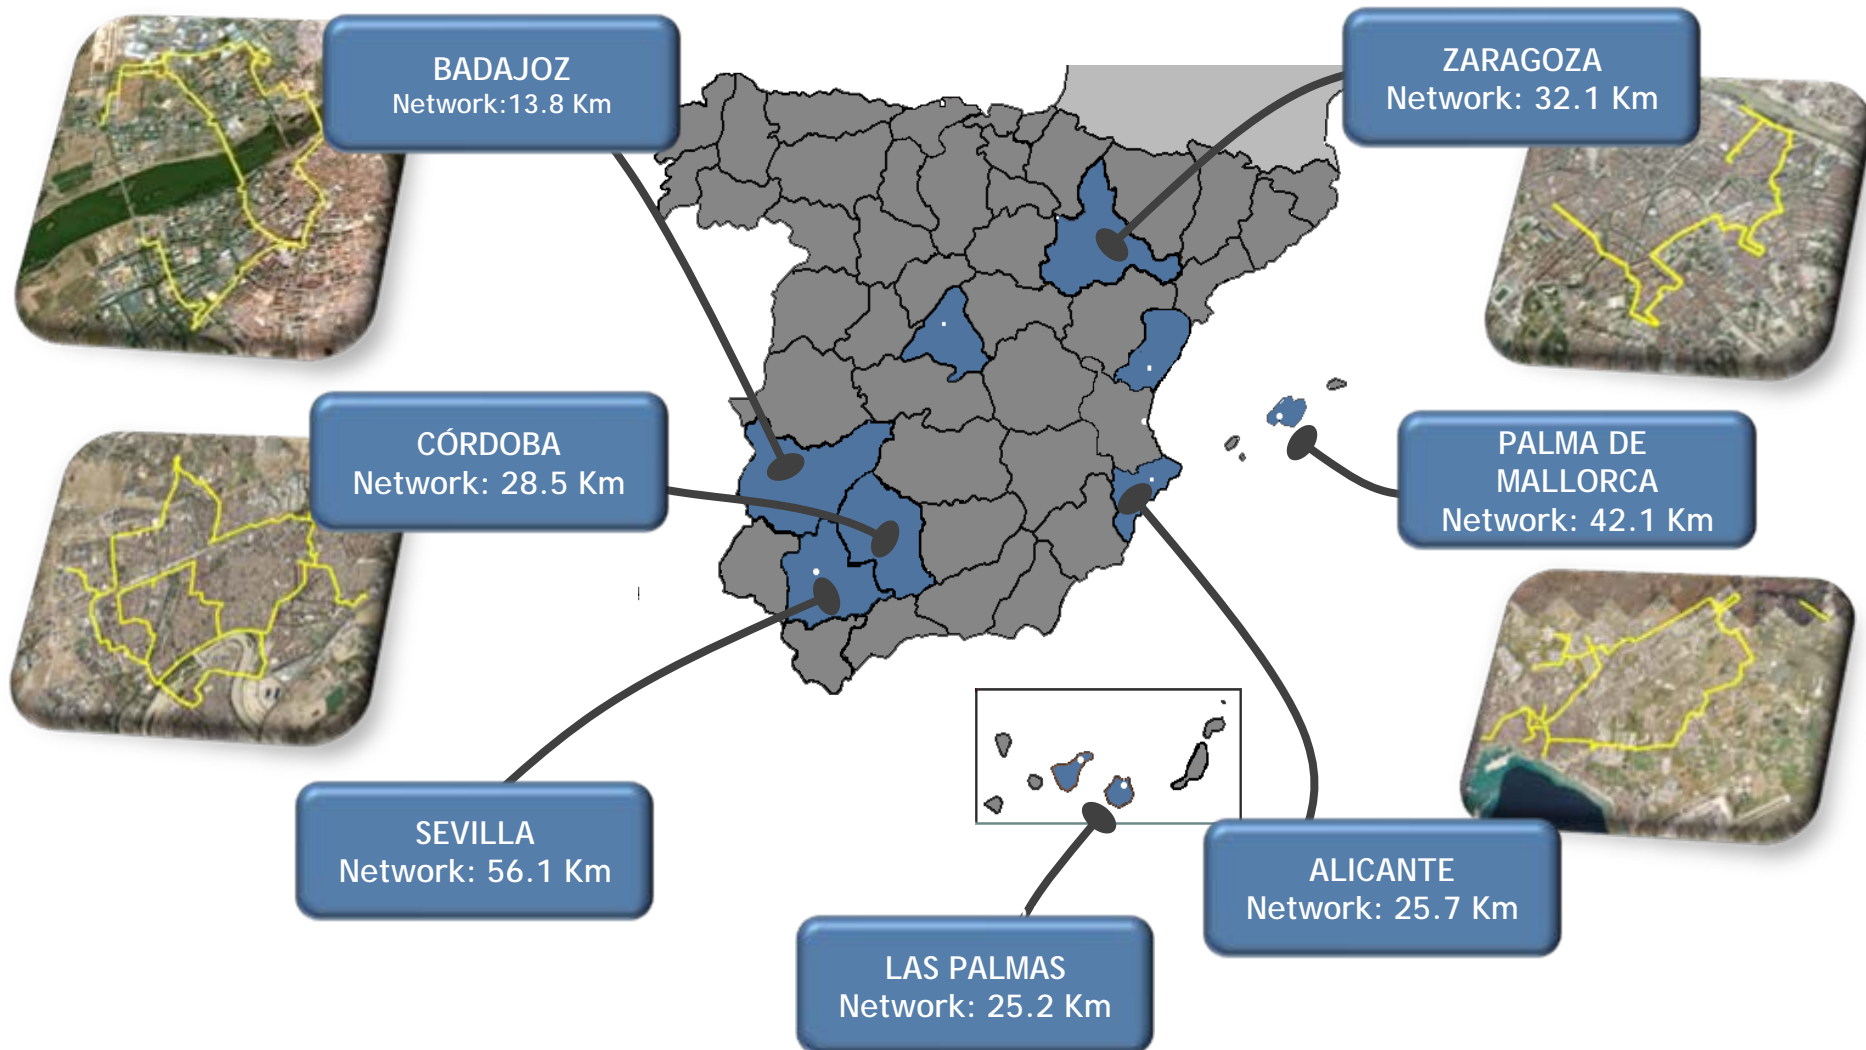 BADAJOZ
Network:13.8 Km
ZARAGOZA
Network: 32.1 Km
CÓRDOBA
Network: 28.5 Km
PALMA DE
MALLORCA
Network: 42.1 Km
SEVILLA
Network: 56.1 Km
ALICANTE
Network: 25.7 Km
LAS PALMAS
Network: 25.2 Km